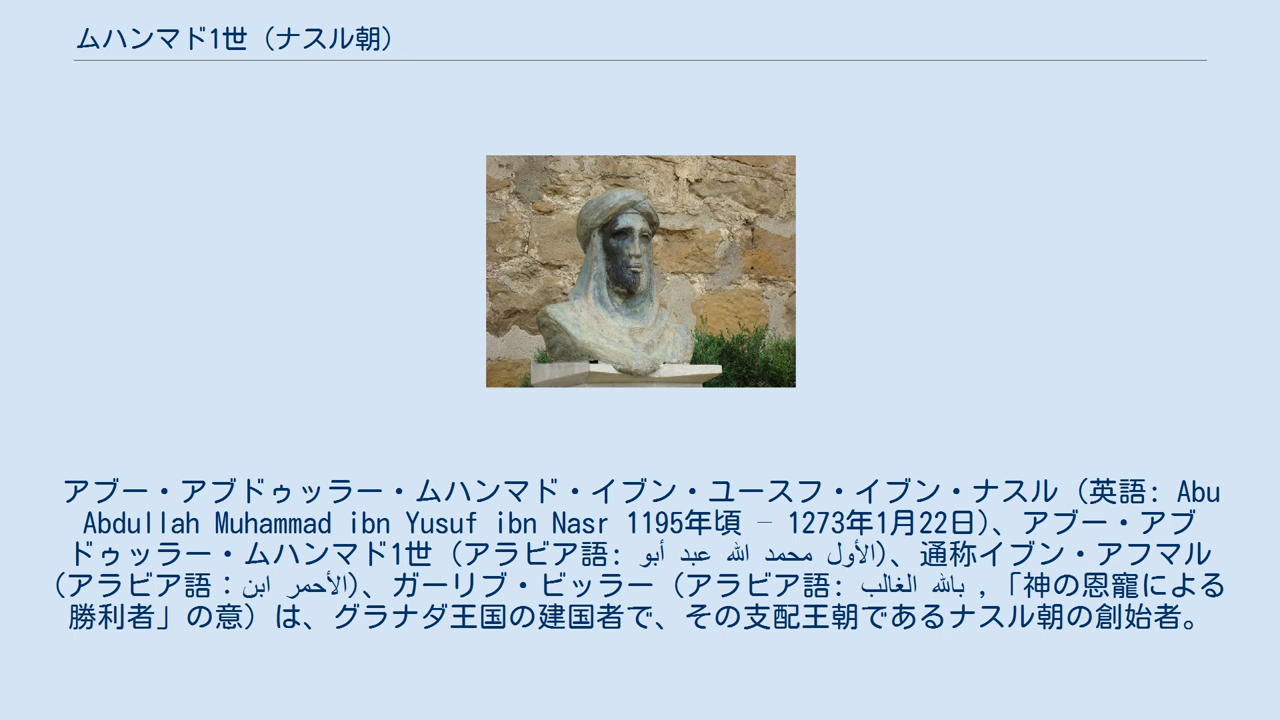 ムハンマド1世（ナスル朝）
アブー・アブドゥッラー・ムハンマド・イブン・ユースフ・イブン・ナスル（英語: Abu
Abdullah Muhammad ibn Yusuf ibn Nasr 1195年頃 – 1273年1月22日）、アブー・アブ
ドゥッラー・ムハンマド1世（アラビア語: أبو عبد الله محمد الأول‎）、通称イブン・アフマル
（アラビア語：ابن الأحمر‎）、ガーリブ・ビッラー（アラビア語: الغالب بالله‎ ,「神の恩寵による
勝利者」の意）は、グラナダ王国の建国者で、その支配王朝であるナスル朝の創始者。